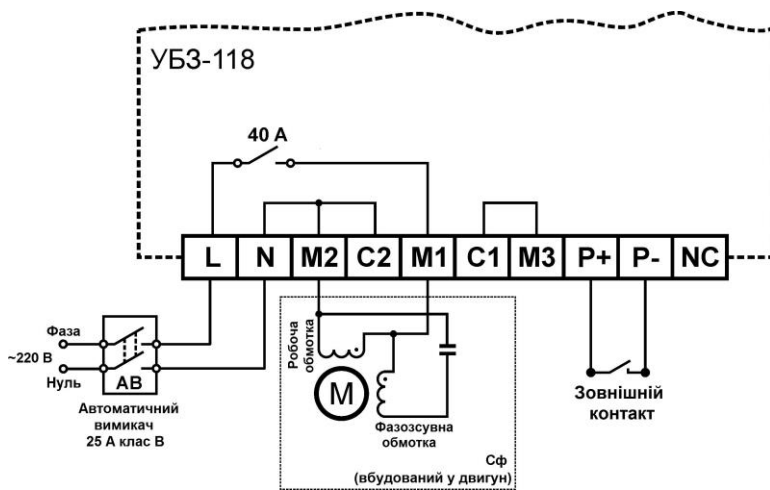 УБЗ-118
40 А
L N M2 C2 M1 C1 M3 P+ P- NC
Фаза
~220 В
Нуль
АВ
Автоматичний
вимикач
25 А клас В
Робоча
обмотка
М
Фазозсувна
обмотка
Сф
(вбудований у двигун)
Зовнішній
контакт